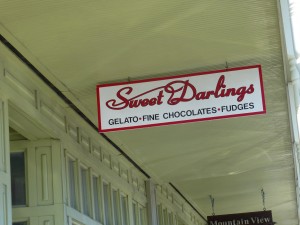 Sweet Darlings
GELATO•FINE CHOCOLATES•FUDGES
Mountain View